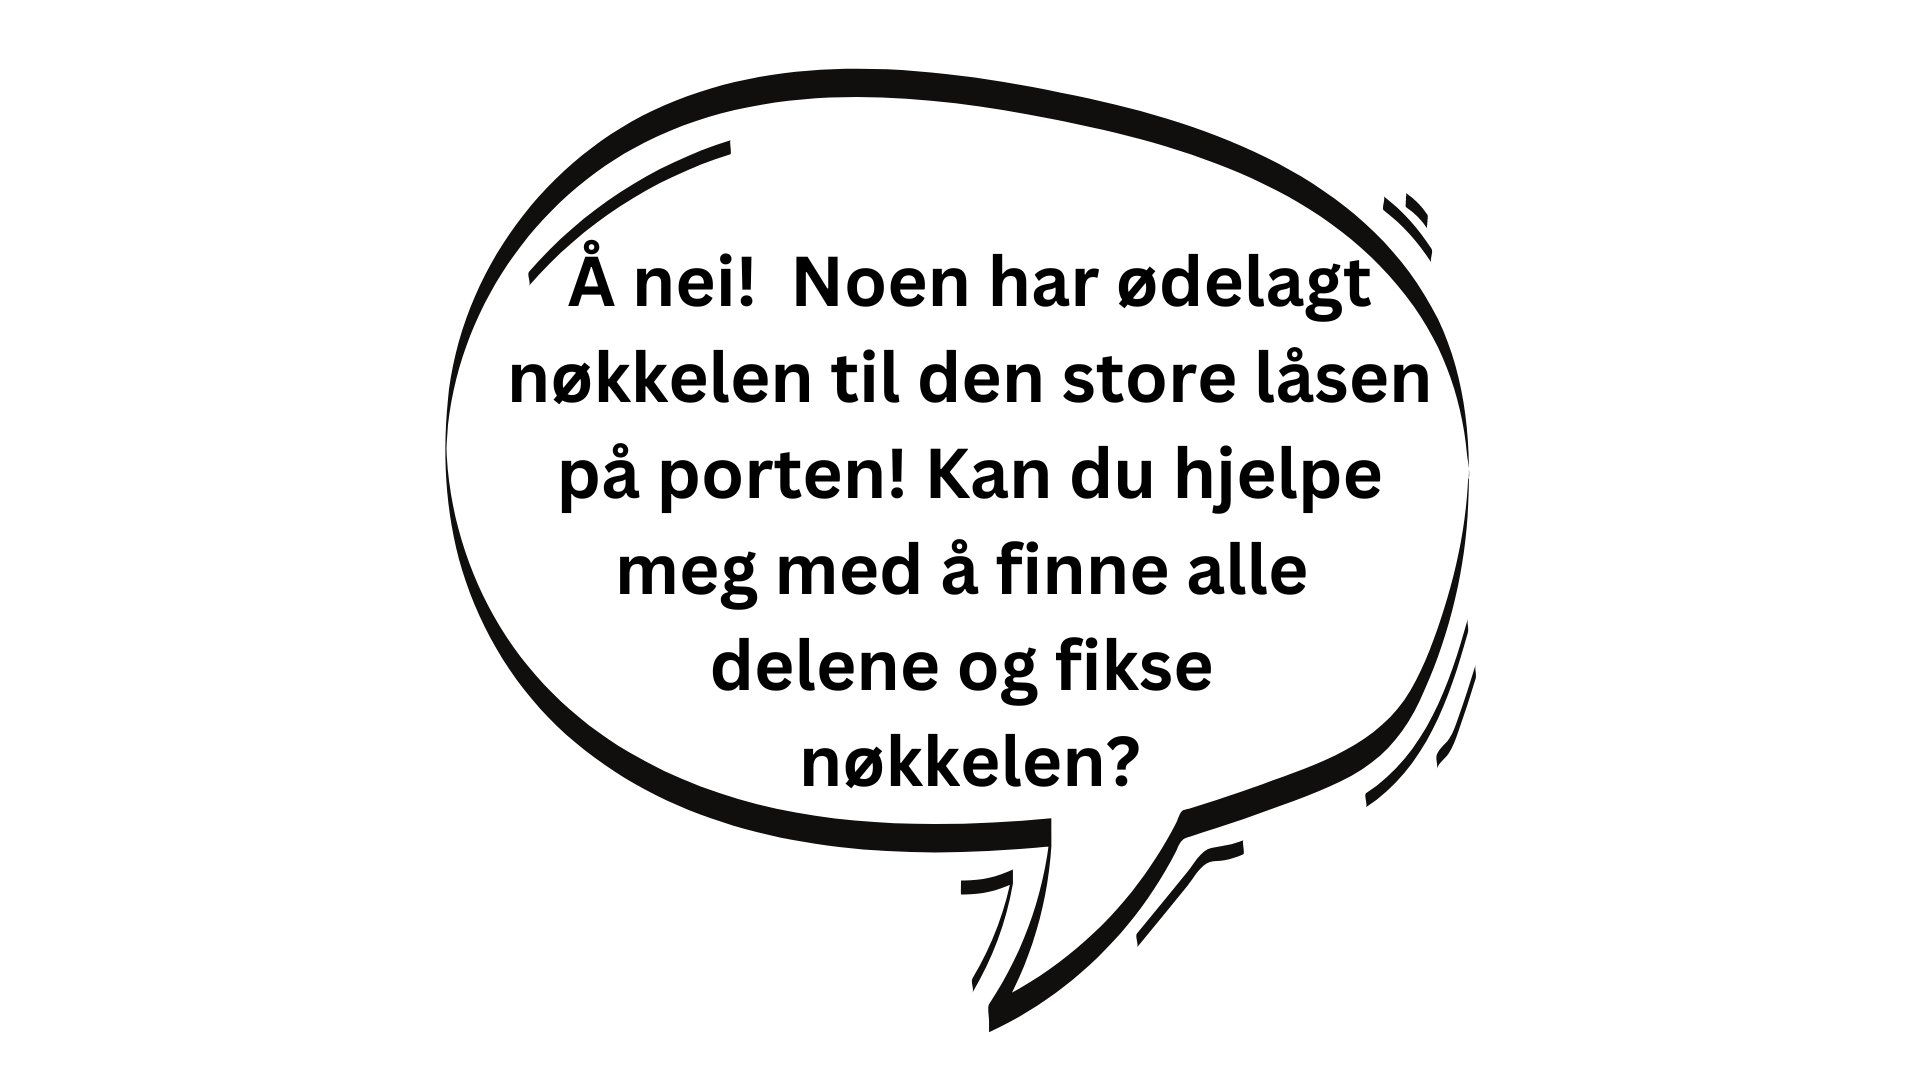 Å nei!  Noen har ødelagt
nøkkelen til den store låsen
på porten! Kan du hjelpe
meg med å finne alle
delene og fikse
nøkkelen?